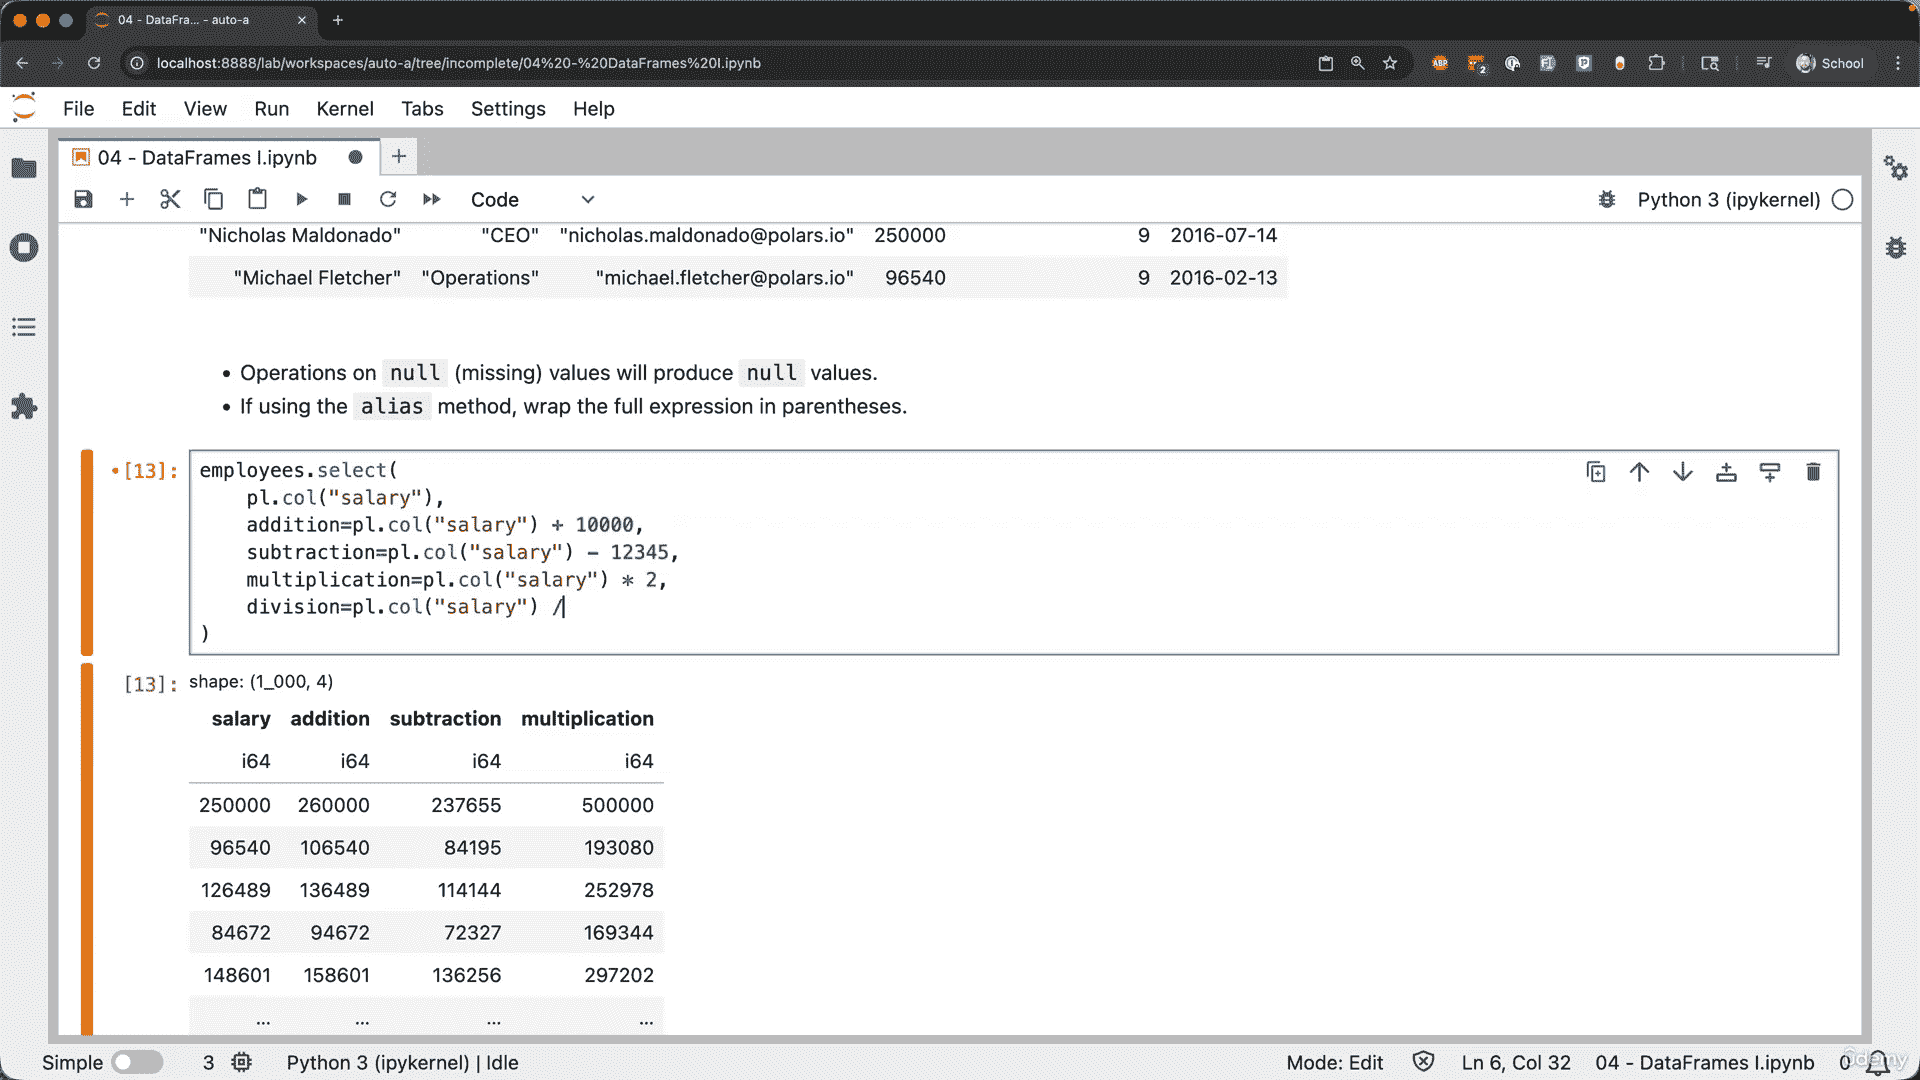 04 - DataFra... - auto-a
localhost:8888/lab/workspaces/auto-a/tree/incomplete/04%20-%20DataFrames%20I.ipynb
ABP
2
School
File Edit View Run Kernel Tabs Settings Help
04 - DataFrames I.ipynb
Code
Python 3 (ipykernel)
"Nicholas Maldonado" "CEO" "nicholas.maldonado@polars.io" 250000 9 2016-07-14
"Michael Fletcher" "Operations" "michael.fletcher@polars.io" 96540 9 2016-02-13
• Operations on null (missing) values will produce null values.
• If using the alias method, wrap the full expression in parentheses.
[13]: employees.select(
pl.col("salary"),
addition=pl.col("salary") + 10000,
subtraction=pl.col("salary") - 12345,
multiplication=pl.col("salary") * 2,
division=pl.col("salary") /
)
[13]: shape: (1_000, 4)
salary addition subtraction multiplication
i64 i64 i64 i64
250000 260000 237655 500000
96540 106540 84195 193080
126489 136489 114144 252978
84672 94672 72327 169344
148601 158601 136256 297202
... ... ... ...
Simple 3 Python 3 (ipykernel) | Idle Mode: Edit Ln 6, Col 32 04 - DataFrames I.ipynb 0
udemy